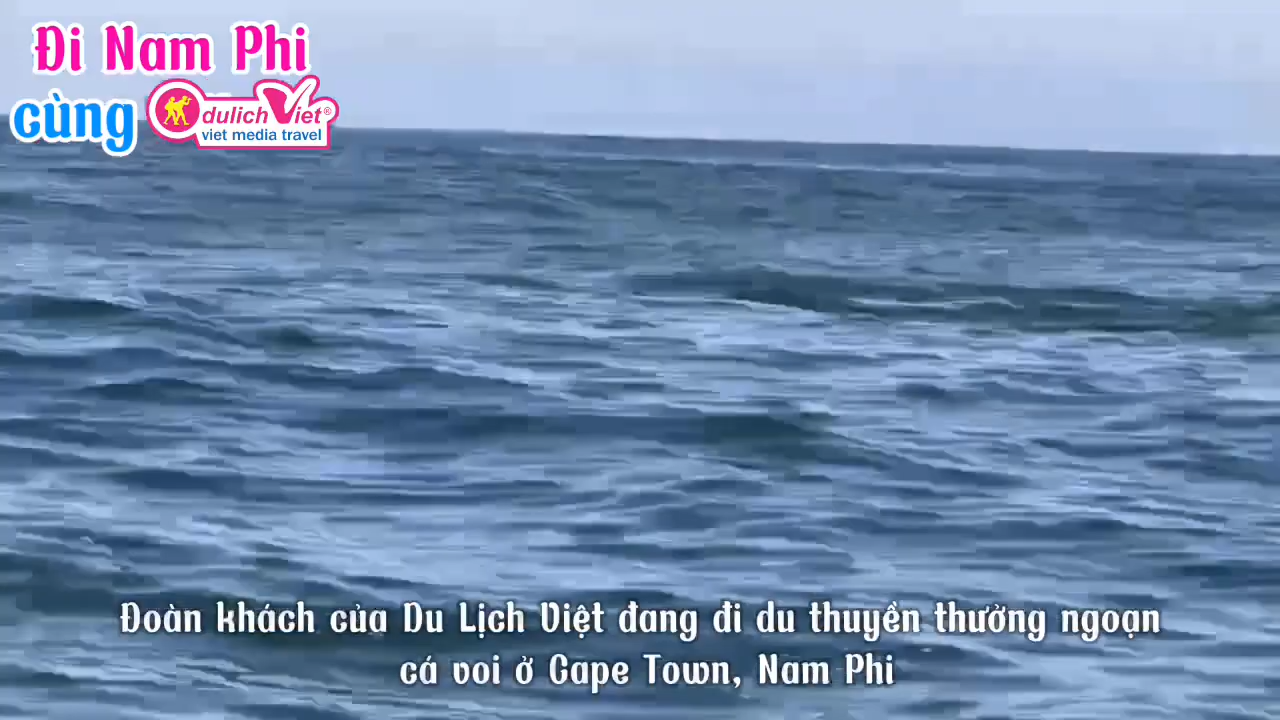 Đi Nam Phi
cùng dulichViet®
viet media travel
Đoàn khách của Du Lịch Việt đang đi du thuyền thưởng ngoạn
cá voi ở Cape Town, Nam Phi